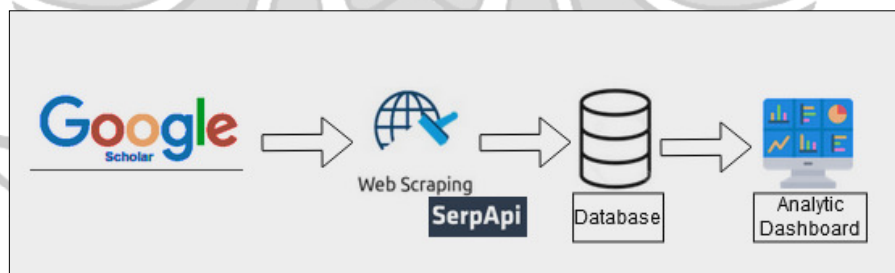 Google
Scholar
Web Scraping
SerpApi
Database
Analytic
Dashboard